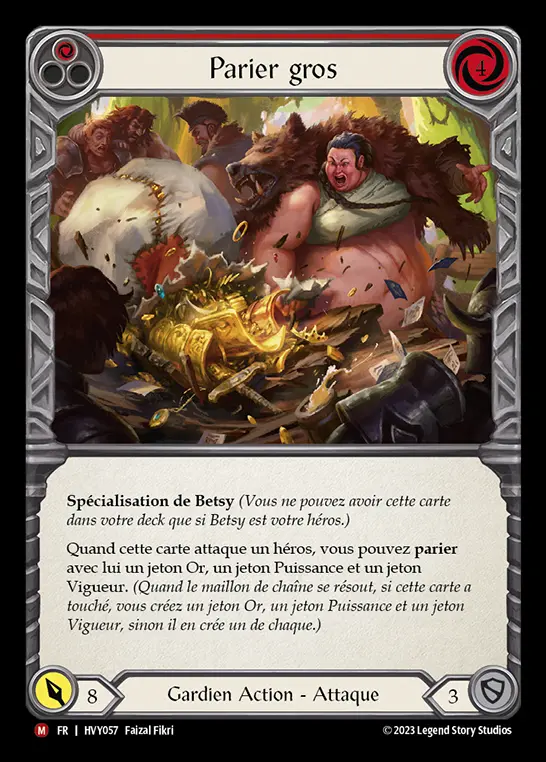 Parier gros
4
Spécialisation de Betsy (Vous ne pouvez avoir cette carte
dans votre deck que si Betsy est votre héros.)
Quand cette carte attaque un héros, vous pouvez parier
avec lui un jeton Or, un jeton Puissance et un jeton
Vigueur. (Quand le maillon de chaîne se résout, si cette carte a
touché, vous créez un jeton Or, un jeton Puissance et un jeton
Vigueur, sinon il en crée un de chaque.)
8 Gardien Action - Attaque 3
M FR | HVY057 Faizal Fikri © 2023 Legend Story Studios